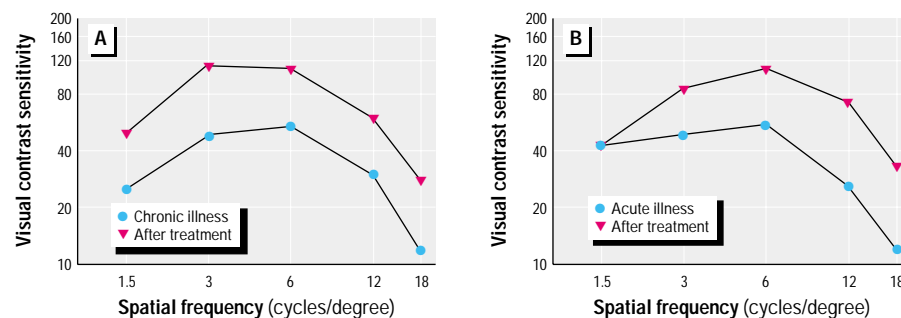 A
Visual contrast sensitivity
200
160
120
80
40
20
10
Chronic illness
After treatment
1.5 3 6 12 18
Spatial frequency (cycles/degree)
B
Visual contrast sensitivity
200
160
120
80
40
20
10
Acute illness
After treatment
1.5 3 6 12 18
Spatial frequency (cycles/degree)